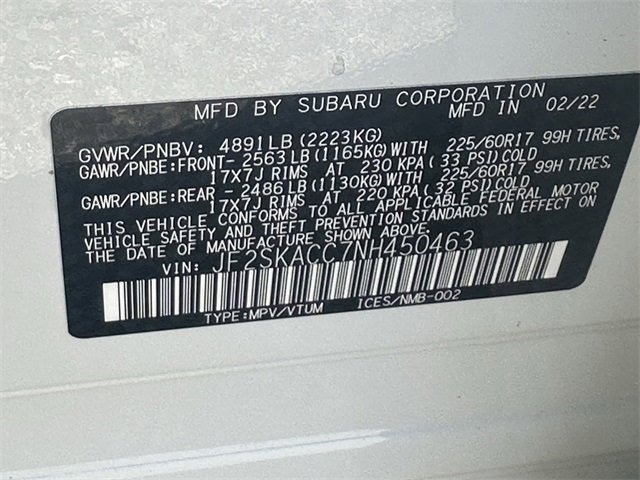 MFD BY SUBARU CORPORATION
MFD IN 02/22
GVWR/PNBV: 4891LB(2223KG)
GAWR/PNBE:FRONT- 2563LB(1165KG)WITH 225/60R17 99H TIRES,
17X7J RIMS AT 230 KPA(33 PSI)COLD
GAWR/PNBE:REAR - 2486LB(1130KG)WITH 225/60R17 99H TIRES,
17X7J RIMS AT 220 KPA(32 PSI)COLD
THIS VEHICLE CONFORMS TO ALL APPLICABLE FEDERAL MOTOR
VEHICLE SAFETY AND THEFT PREVENTION STANDARDS IN EFFECT ON
THE DATE OF MANUFACTURE SHOWN ABOVE.
VIN: JF2SKACC7NH450463
TYPE:MPV/VTUM ICES/NMB-002